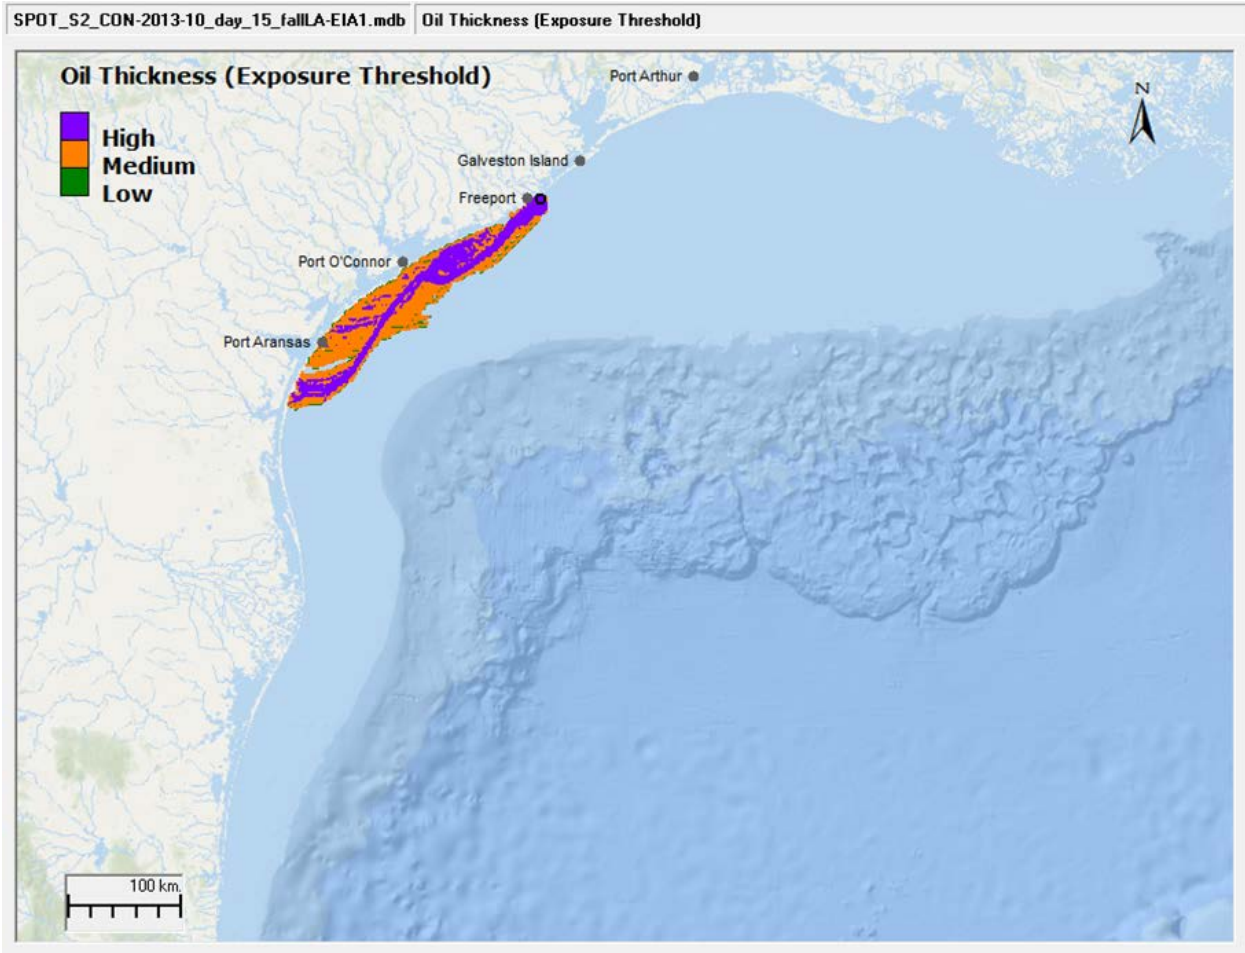 SPOT_S2_CON-2013-10_day_15_fallLA-EIA1.mdb Oil Thickness (Exposure Threshold)
Oil Thickness (Exposure Threshold)
High
Medium
Low
Port Arthur
N
Galveston Island
Freeport
Port O'Connor
Port Aransas
100 km.